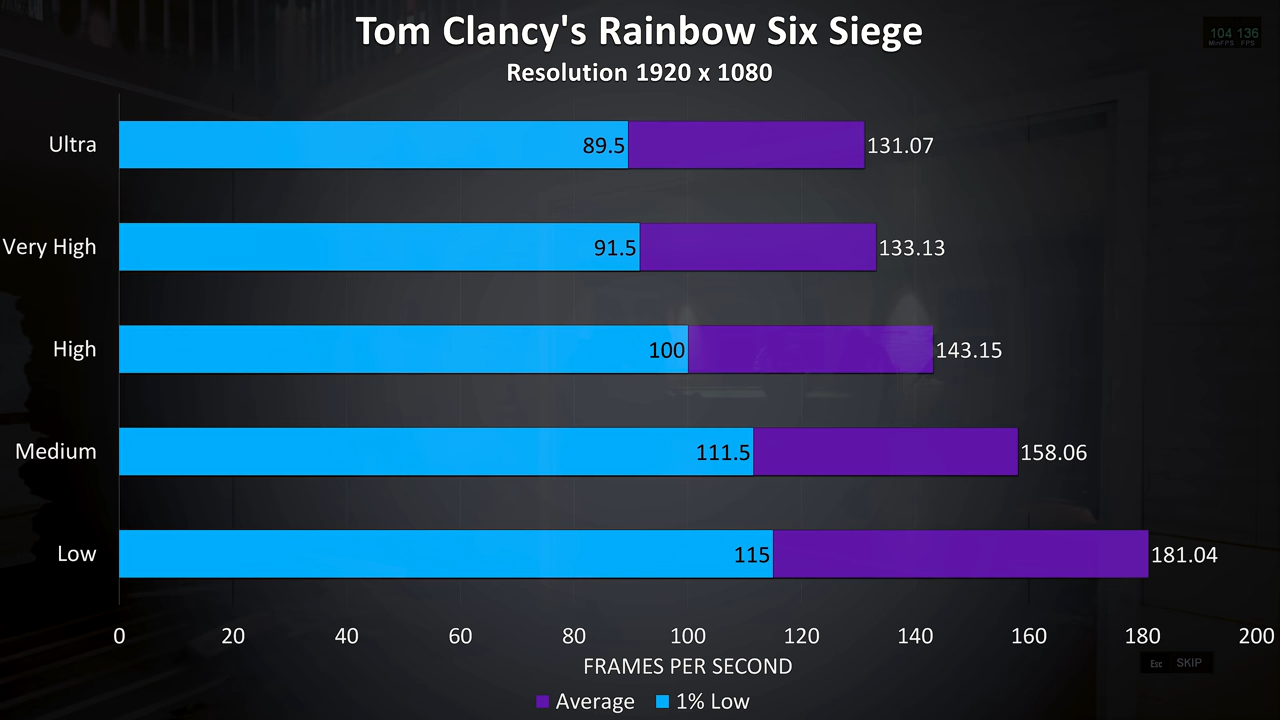 Tom Clancy's Rainbow Six Siege
Resolution 1920 x 1080
104 136
MinFPS FPS
Ultra 89.5 131.07
Very High 91.5 133.13
High 100 143.15
Medium 111.5 158.06
Low 115 181.04
0 20 40 60 80 100 120 140 160 180 200
FRAMES PER SECOND
Esc SKIP
Average 1% Low